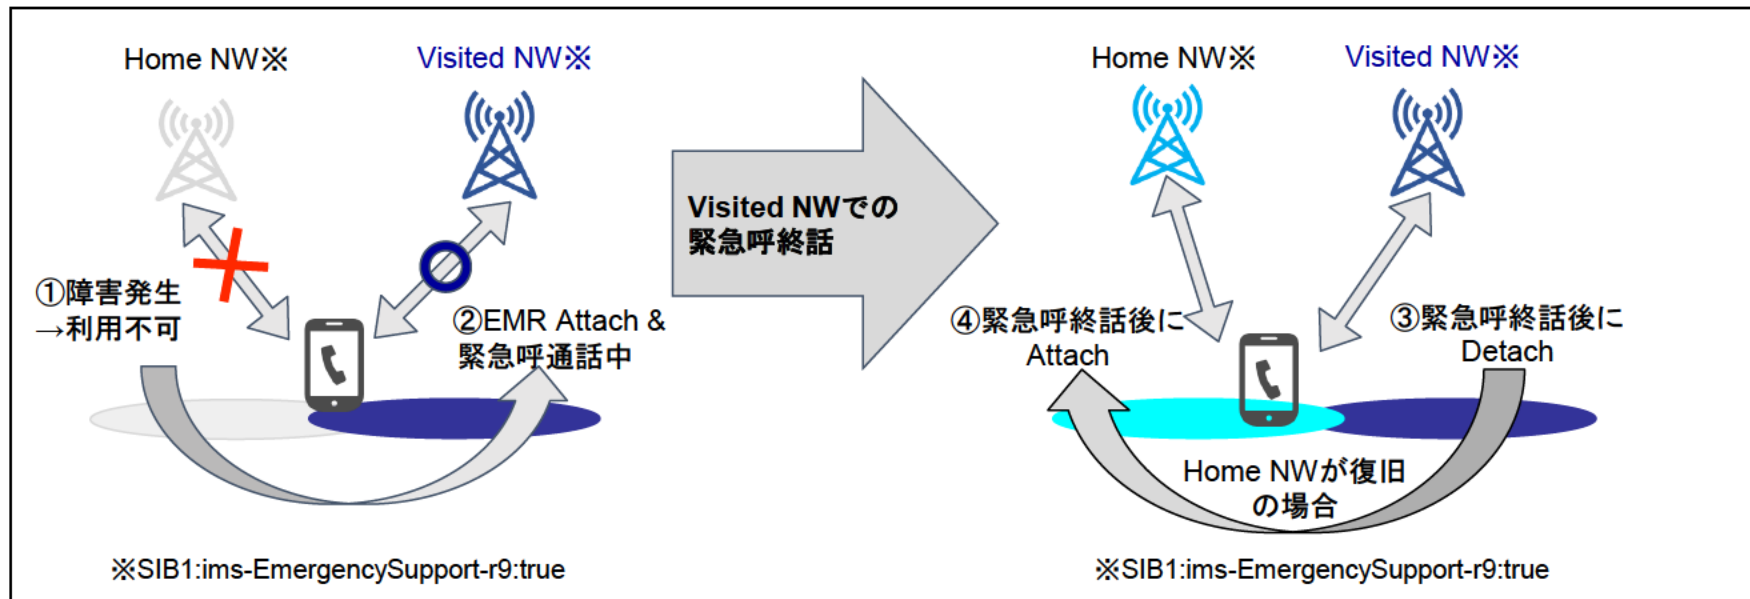 Home NW※
Visited NW※
①障害発生
→利用不可
②EMR Attach &
緊急呼通話中
※SIB1:ims-EmergencySupport-r9:true
Visited NWでの
緊急呼終話
Home NW※
Visited NW※
④緊急呼終話後に
Attach
③緊急呼終話後に
Detach
Home NWが復旧
の場合
※SIB1:ims-EmergencySupport-r9:true